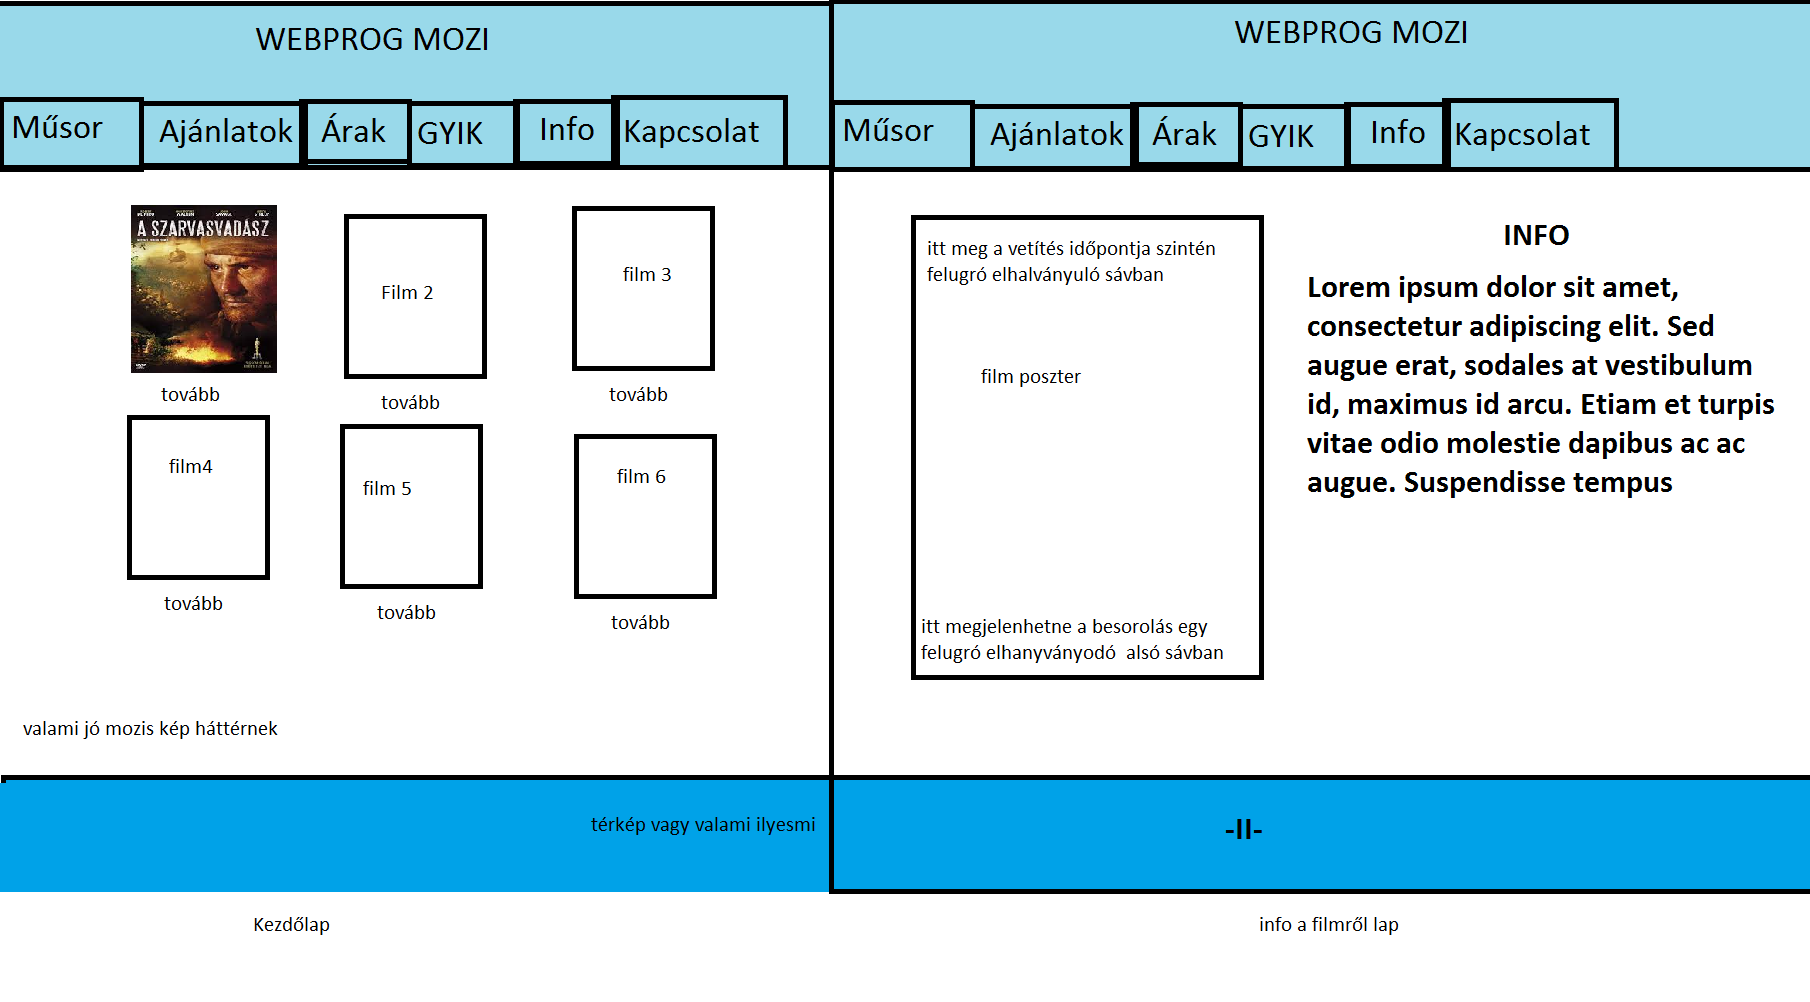 WEBPROG MOZI
Műsor
Ajánlatok
Árak
GYIK
Info
Kapcsolat
A SZARVASVADÁSZ
Film 2
film 3
tovább
tovább
tovább
film4
film 5
film 6
tovább
tovább
tovább
valami jó mozis kép háttérnek
térkép vagy valami ilyesmi
Kezdőlap
WEBPROG MOZI
Műsor
Ajánlatok
Árak
GYIK
Info
Kapcsolat
itt meg a vetítés időpontja szintén
felugró elhalványuló sávban
film poszter
itt megjelenhetne a besorolás egy
felugró elhanyványodó alsó sávban
INFO
Lorem ipsum dolor sit amet,
consectetur adipiscing elit. Sed
augue erat, sodales at vestibulum
id, maximus id arcu. Etiam et turpis
vitae odio molestie dapibus ac ac
augue. Suspendisse tempus
-II-
info a filmről lap